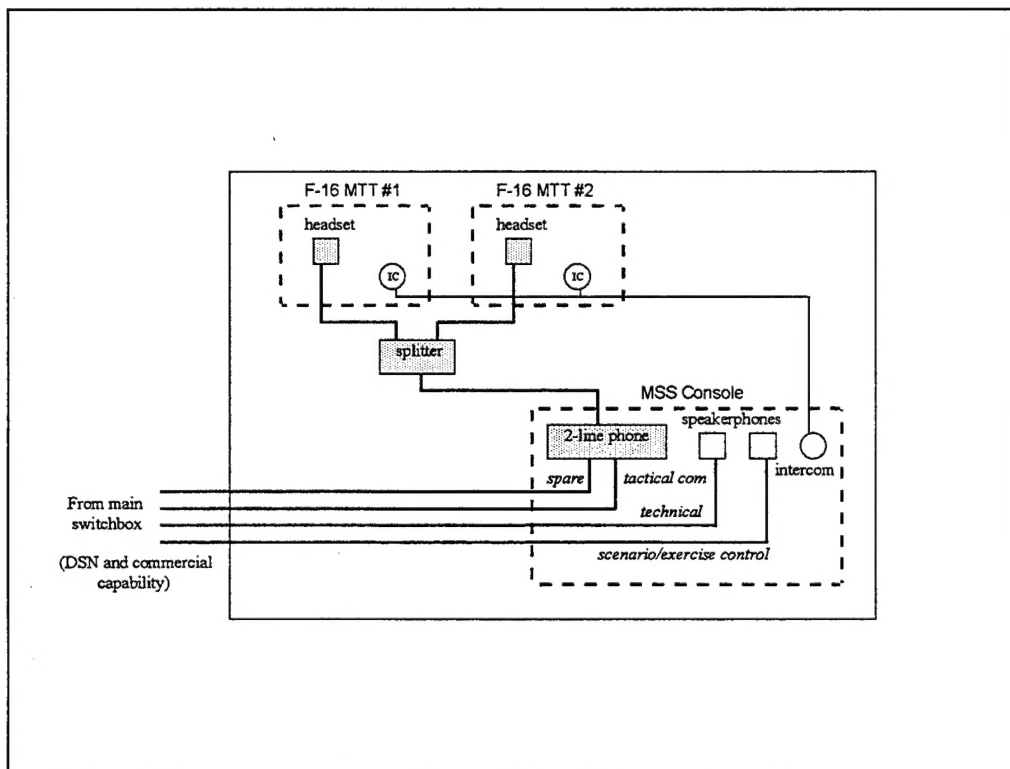 F-16 MTT #1
F-16 MTT #2
headset
headset
IC
IC
splitter
MSS Console
speakerphones
2-line phone
intercom
spare
tactical com
From main
switchbox
technical
scenario/exercise control
(DSN and commercial
capability)